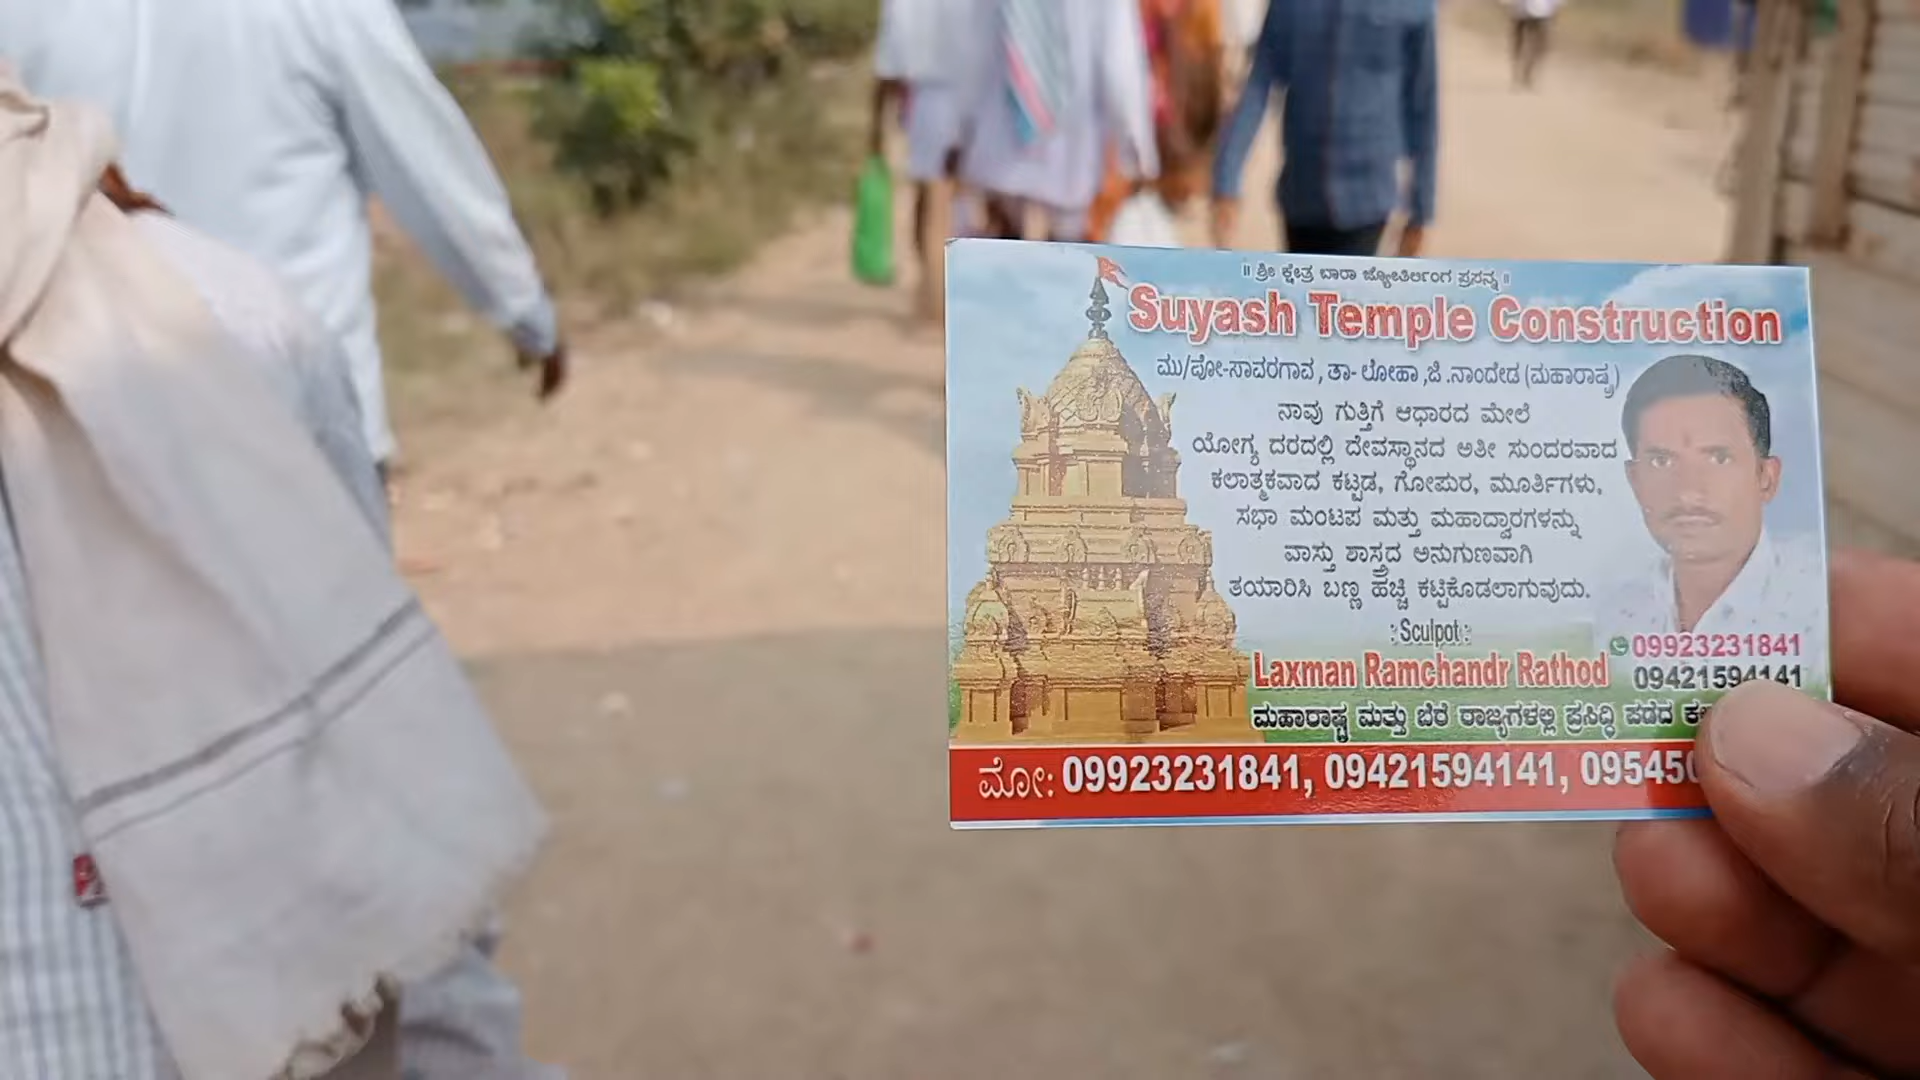 ॥ ಶ್ರೀ ಕ್ಷೇತ್ರ ಬಾರಾ ಜ್ಯೋತಿರ್ಲಿಂಗ ಪ್ರಸನ್ನ ॥
Suyash Temple Construction
ಮು/ಪೋ-ಸಾವರಗಾವ, ತಾ- ಲೋಹಾ ,ಜಿ .ನಾಂದೇಡ (ಮಹಾರಾಷ್ಟ್ರ)
ನಾವು ಗುತ್ತಿಗೆ ಆಧಾರದ ಮೇಲೆ
ಯೋಗ್ಯ ದರದಲ್ಲಿ ದೇವಸ್ಥಾನದ ಅತೀ ಸುಂದರವಾದ
ಕಲಾತ್ಮಕವಾದ ಕಟ್ಟಡ, ಗೋಪುರ, ಮೂರ್ತಿಗಳು,
ಸಭಾ ಮಂಟಪ ಮತ್ತು ಮಹಾದ್ವಾರಗಳನ್ನು
ವಾಸ್ತು ಶಾಸ್ತ್ರದ ಅನುಗುಣವಾಗಿ
ತಯಾರಿಸಿ ಬಣ್ಣ ಹಚ್ಚಿ ಕಟ್ಟಿಕೊಡಲಾಗುವುದು.
: Sculpot :
Laxman Ramchandr Rathod
09923231841
09421594141
ಮಹಾರಾಷ್ಟ್ರ ಮತ್ತು ಬೆರೆ ರಾಜ್ಯಗಳಲ್ಲಿ ಪ್ರಸಿದ್ಧಿ ಪಡೆದ
ಮೋ: 09923231841, 09421594141, 09545